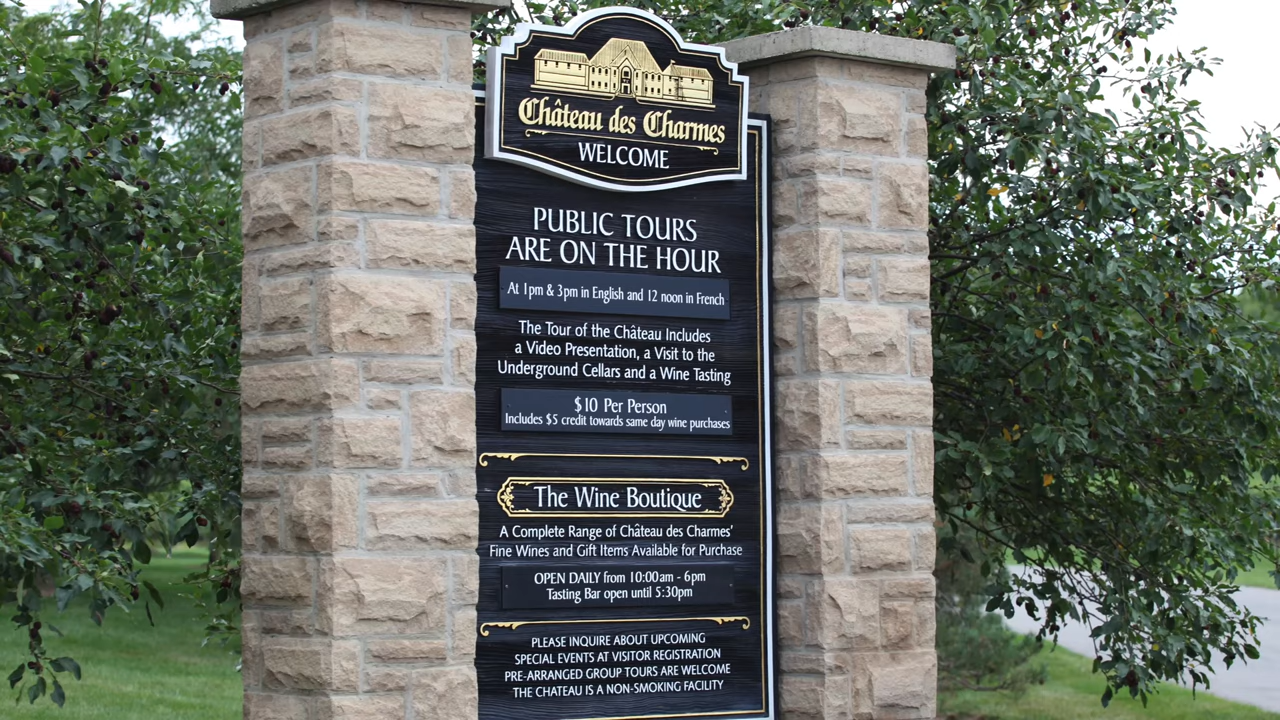 Château des Charmes
WELCOME
PUBLIC TOURS
ARE ON THE HOUR
At 1pm & 3pm in English and 12 noon in French
The Tour of the Château Includes
a Video Presentation, a Visit to the
Underground Cellars and a Wine Tasting
$10 Per Person
Includes $5 credit towards same day wine purchases
The Wine Boutique
A Complete Range of Château des Charmes'
Fine Wines and Gift Items Available for Purchase
OPEN DAILY from 10:00am - 6pm
Tasting Bar open until 5:30pm
PLEASE INQUIRE ABOUT UPCOMING
SPECIAL EVENTS AT VISITOR REGISTRATION
PRE-ARRANGED GROUP TOURS ARE WELCOME
THE CHATEAU IS A NON-SMOKING FACILITY